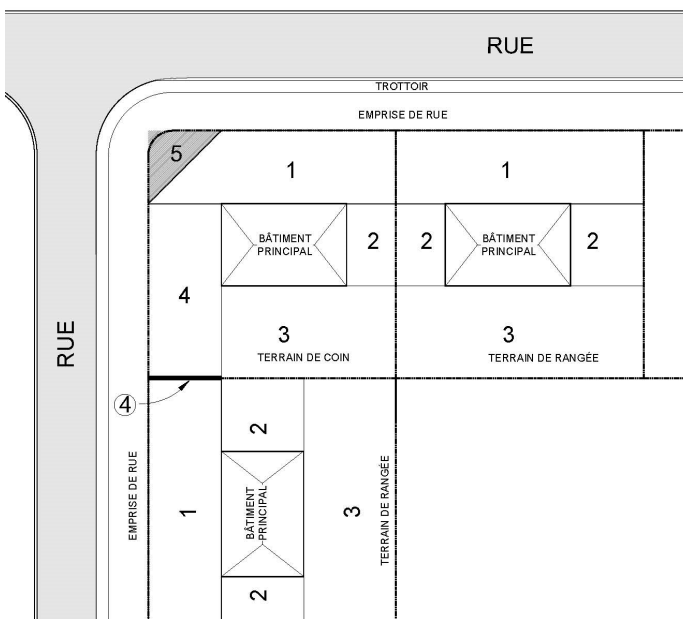 RUE
TROTTOIR
EMPRISE DE RUE
5
1
1
BÂTIMENT
PRINCIPAL
2
2
BÂTIMENT
PRINCIPAL
2
4
3
TERRAIN DE COIN
3
TERRAIN DE RANGÉE
RUE
4
EMPRISE DE RUE
1
2
BÂTIMENT
PRINCIPAL
2
3
TERRAIN DE RANGÉE